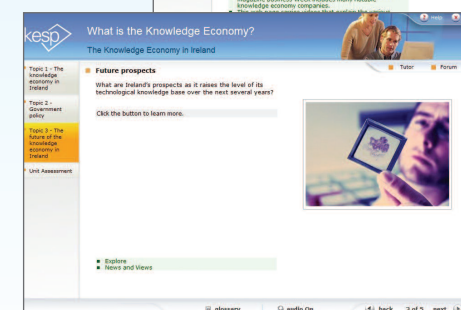 knowledge economy companies.
kesp
What is the Knowledge Economy?
The Knowledge Economy in Ireland
Help
Tutor
Forum
Topic 1 - The
knowledge
economy in
Ireland
Topic 2 -
Government
policy
Topic 3 - The
future of the
knowledge
economy in
Ireland
Unit Assessment
Future prospects
What are Ireland's prospects as it raises the level of its
technological knowledge base over the next several years?
Click the button to learn more.
Explore
News and Views
glossary
audio On
back 3 of 5 next